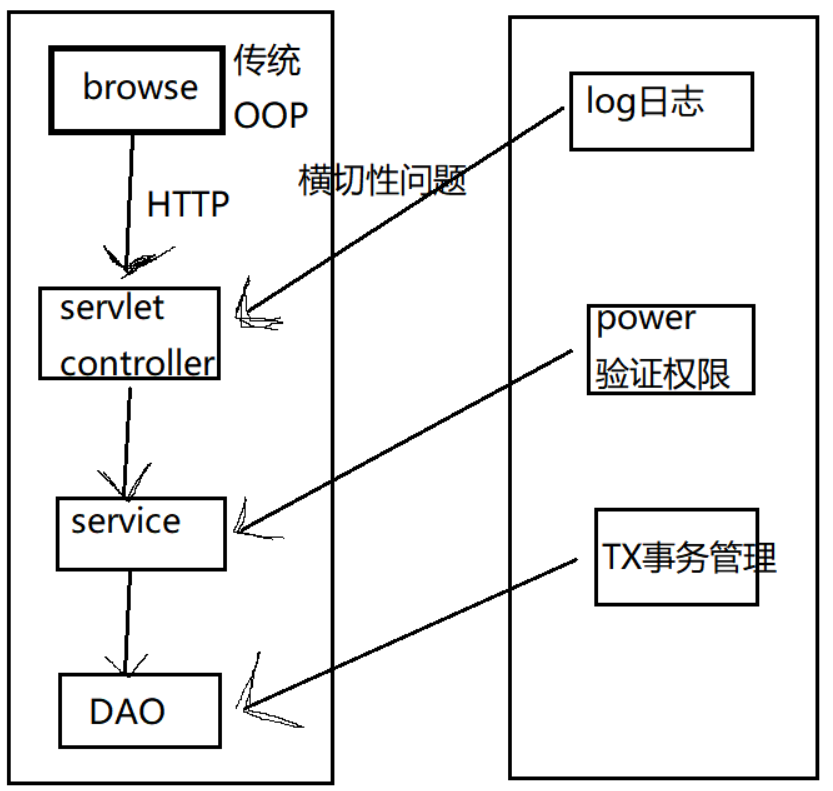 browse
传统
OOP
HTTP
servlet
controller
service
DAO
横切性问题
log日志
power
验证权限
TX事务管理